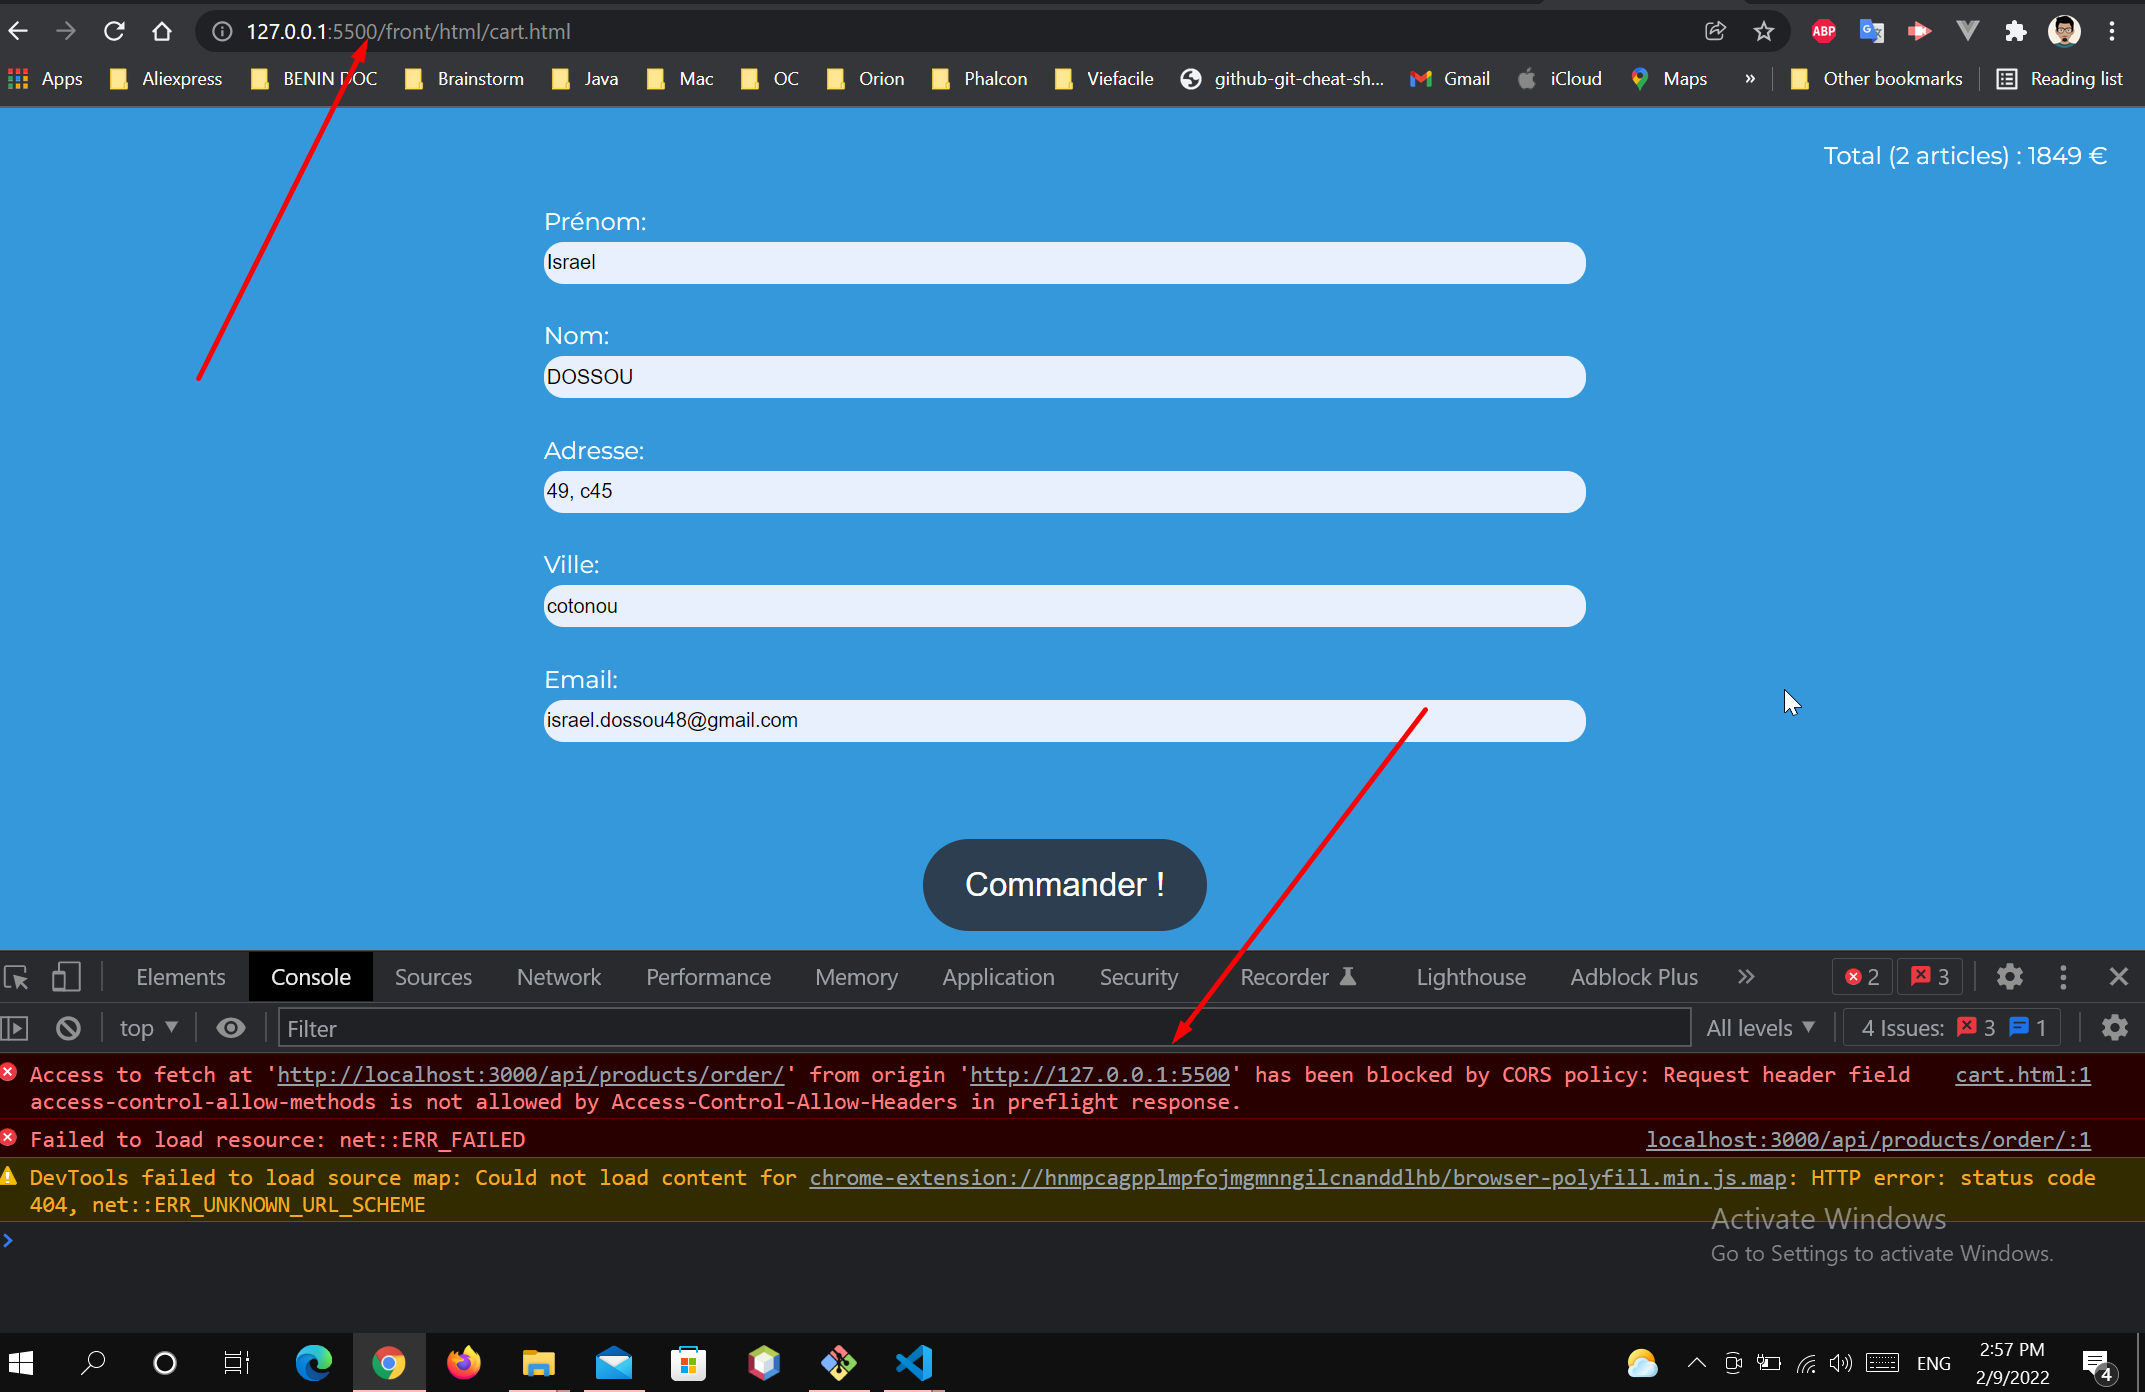 127.0.0.1:5500/front/html/cart.html
ABP
Apps Aliexpress BENIN DOC Brainstorm Java Mac OC Orion Phalcon Viefacile github-git-cheat-sh... Gmail iCloud Maps » Other bookmarks Reading list
Total (2 articles) : 1849 €
Prénom:
Israel
Nom:
DOSSOU
Adresse:
49, c45
Ville:
cotonou
Email:
israel.dossou48@gmail.com
Commander !
Elements Console Sources Network Performance Memory Application Security Recorder Lighthouse Adblock Plus » 2 3
top Filter All levels 4 Issues: 3 1
Access to fetch at 'http://localhost:3000/api/products/order/' from origin 'http://127.0.0.1:5500' has been blocked by CORS policy: Request header field cart.html:1
access-control-allow-methods is not allowed by Access-Control-Allow-Headers in preflight response.
Failed to load resource: net::ERR_FAILED localhost:3000/api/products/order/:1
DevTools failed to load source map: Could not load content for chrome-extension://hnmpcagpplmpfojmgmnngilcnanddlhb/browser-polyfill.min.js.map: HTTP error: status code
404, net::ERR_UNKNOWN_URL_SCHEME
Activate Windows
Go to Settings to activate Windows.
ENG
2:57 PM
2/9/2022
4